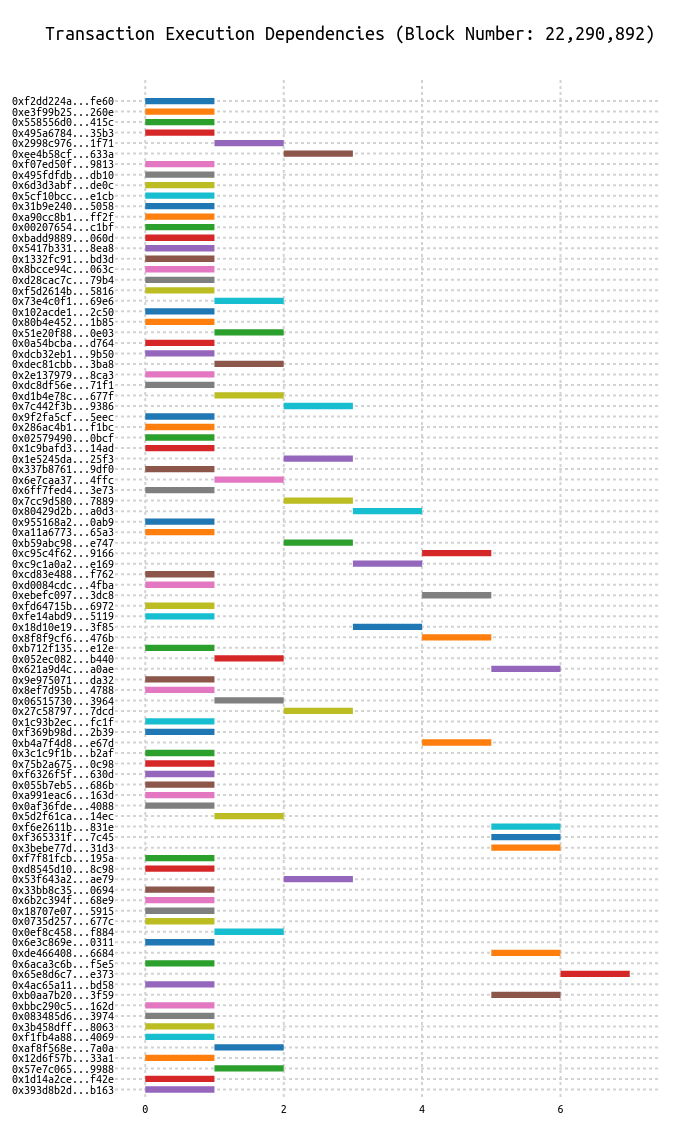 Transaction Execution Dependencies (Block Number: 22,290,892)
0xf2dd224a...fe60
0xe3f99b25...260e
0x558556d0...415c
0x495a6784...35b3
0x2998c976...1f71
0xee4b58cf...633a
0xf07ed50f...9813
0x495fdfdb...db10
0x6d3d3abf...de0c
0x5cf10bcc...e1cb
0x31b9e240...5058
0xa90cc8b1...ff2f
0x00207654...c1bf
0xbadd9889...060d
0x5417b331...8ea8
0x1332fc91...bd3d
0x8bcce94c...063c
0xd28cac7c...79b4
0xf5d2614b...5816
0x73e4c0f1...69e6
0x102acde1...2c50
0x80b4e452...1b85
0x51e20f88...0e03
0x0a54bcba...d764
0xdcb32eb1...9b50
0xdec81cbb...3ba8
0x2e137979...8ca3
0xdc8df56e...71f1
0xd1b4e78c...677f
0x7c442f3b...9386
0x9f2fa5cf...5eec
0x286ac4b1...f1bc
0x02579490...0bcf
0x1c9bafd3...14ad
0x1e5245da...25f3
0x337b8761...9df0
0x6e7caa37...4ffc
0x6ff7fed4...3e73
0x7cc9d580...7889
0x80429d2b...a0d3
0x955168a2...0ab9
0xa11a6773...65a3
0xb59abc98...e747
0xc95c4f62...9166
0xc9c1a0a2...e169
0xcd83e488...f762
0xd0084cdc...4fba
0xebefc097...3dc8
0xfd64715b...6972
0xfe14abd9...5119
0x18d10e19...3f85
0x8f8f9cf6...476b
0xb712f135...e12e
0x052ec082...b440
0x621a9d4c...a0ae
0x9e975071...da32
0x8ef7d95b...4788
0x06515730...3964
0x27c58797...7dcd
0x1c93b2ec...fc1f
0xf369b98d...2b39
0xb4a7f4d8...e67d
0x3c1c9f1b...b2af
0x75b2a675...0c98
0xf6326f5f...630d
0x055b7eb5...686b
0xa991eac6...163d
0x0af36fde...4088
0x5d2f61ca...14ec
0xf6e2611b...831e
0xf365331f...7c45
0x3bebe77d...31d3
0xf7f81fcb...195a
0xd8545d10...8c98
0x53f643a2...ae79
0x33bb8c35...0694
0x6b2c394f...68e9
0x18707e07...5915
0x0735d257...677c
0x0ef8c458...f884
0x6e3c869e...0311
0xde466408...6684
0x6aca3c6b...f5e5
0x65e8d6c7...e373
0x4ac65a11...bd58
0xb0aa7b20...3f59
0xbbc290c5...162d
0x083485d6...3974
0x3b458dff...8063
0xf1fb4a88...4069
0xaf8f568e...7a0a
0x12d6f57b...33a1
0x57e7c065...9988
0x1d14a2ce...f42e
0x393d8b2d...b163
0 2 4 6